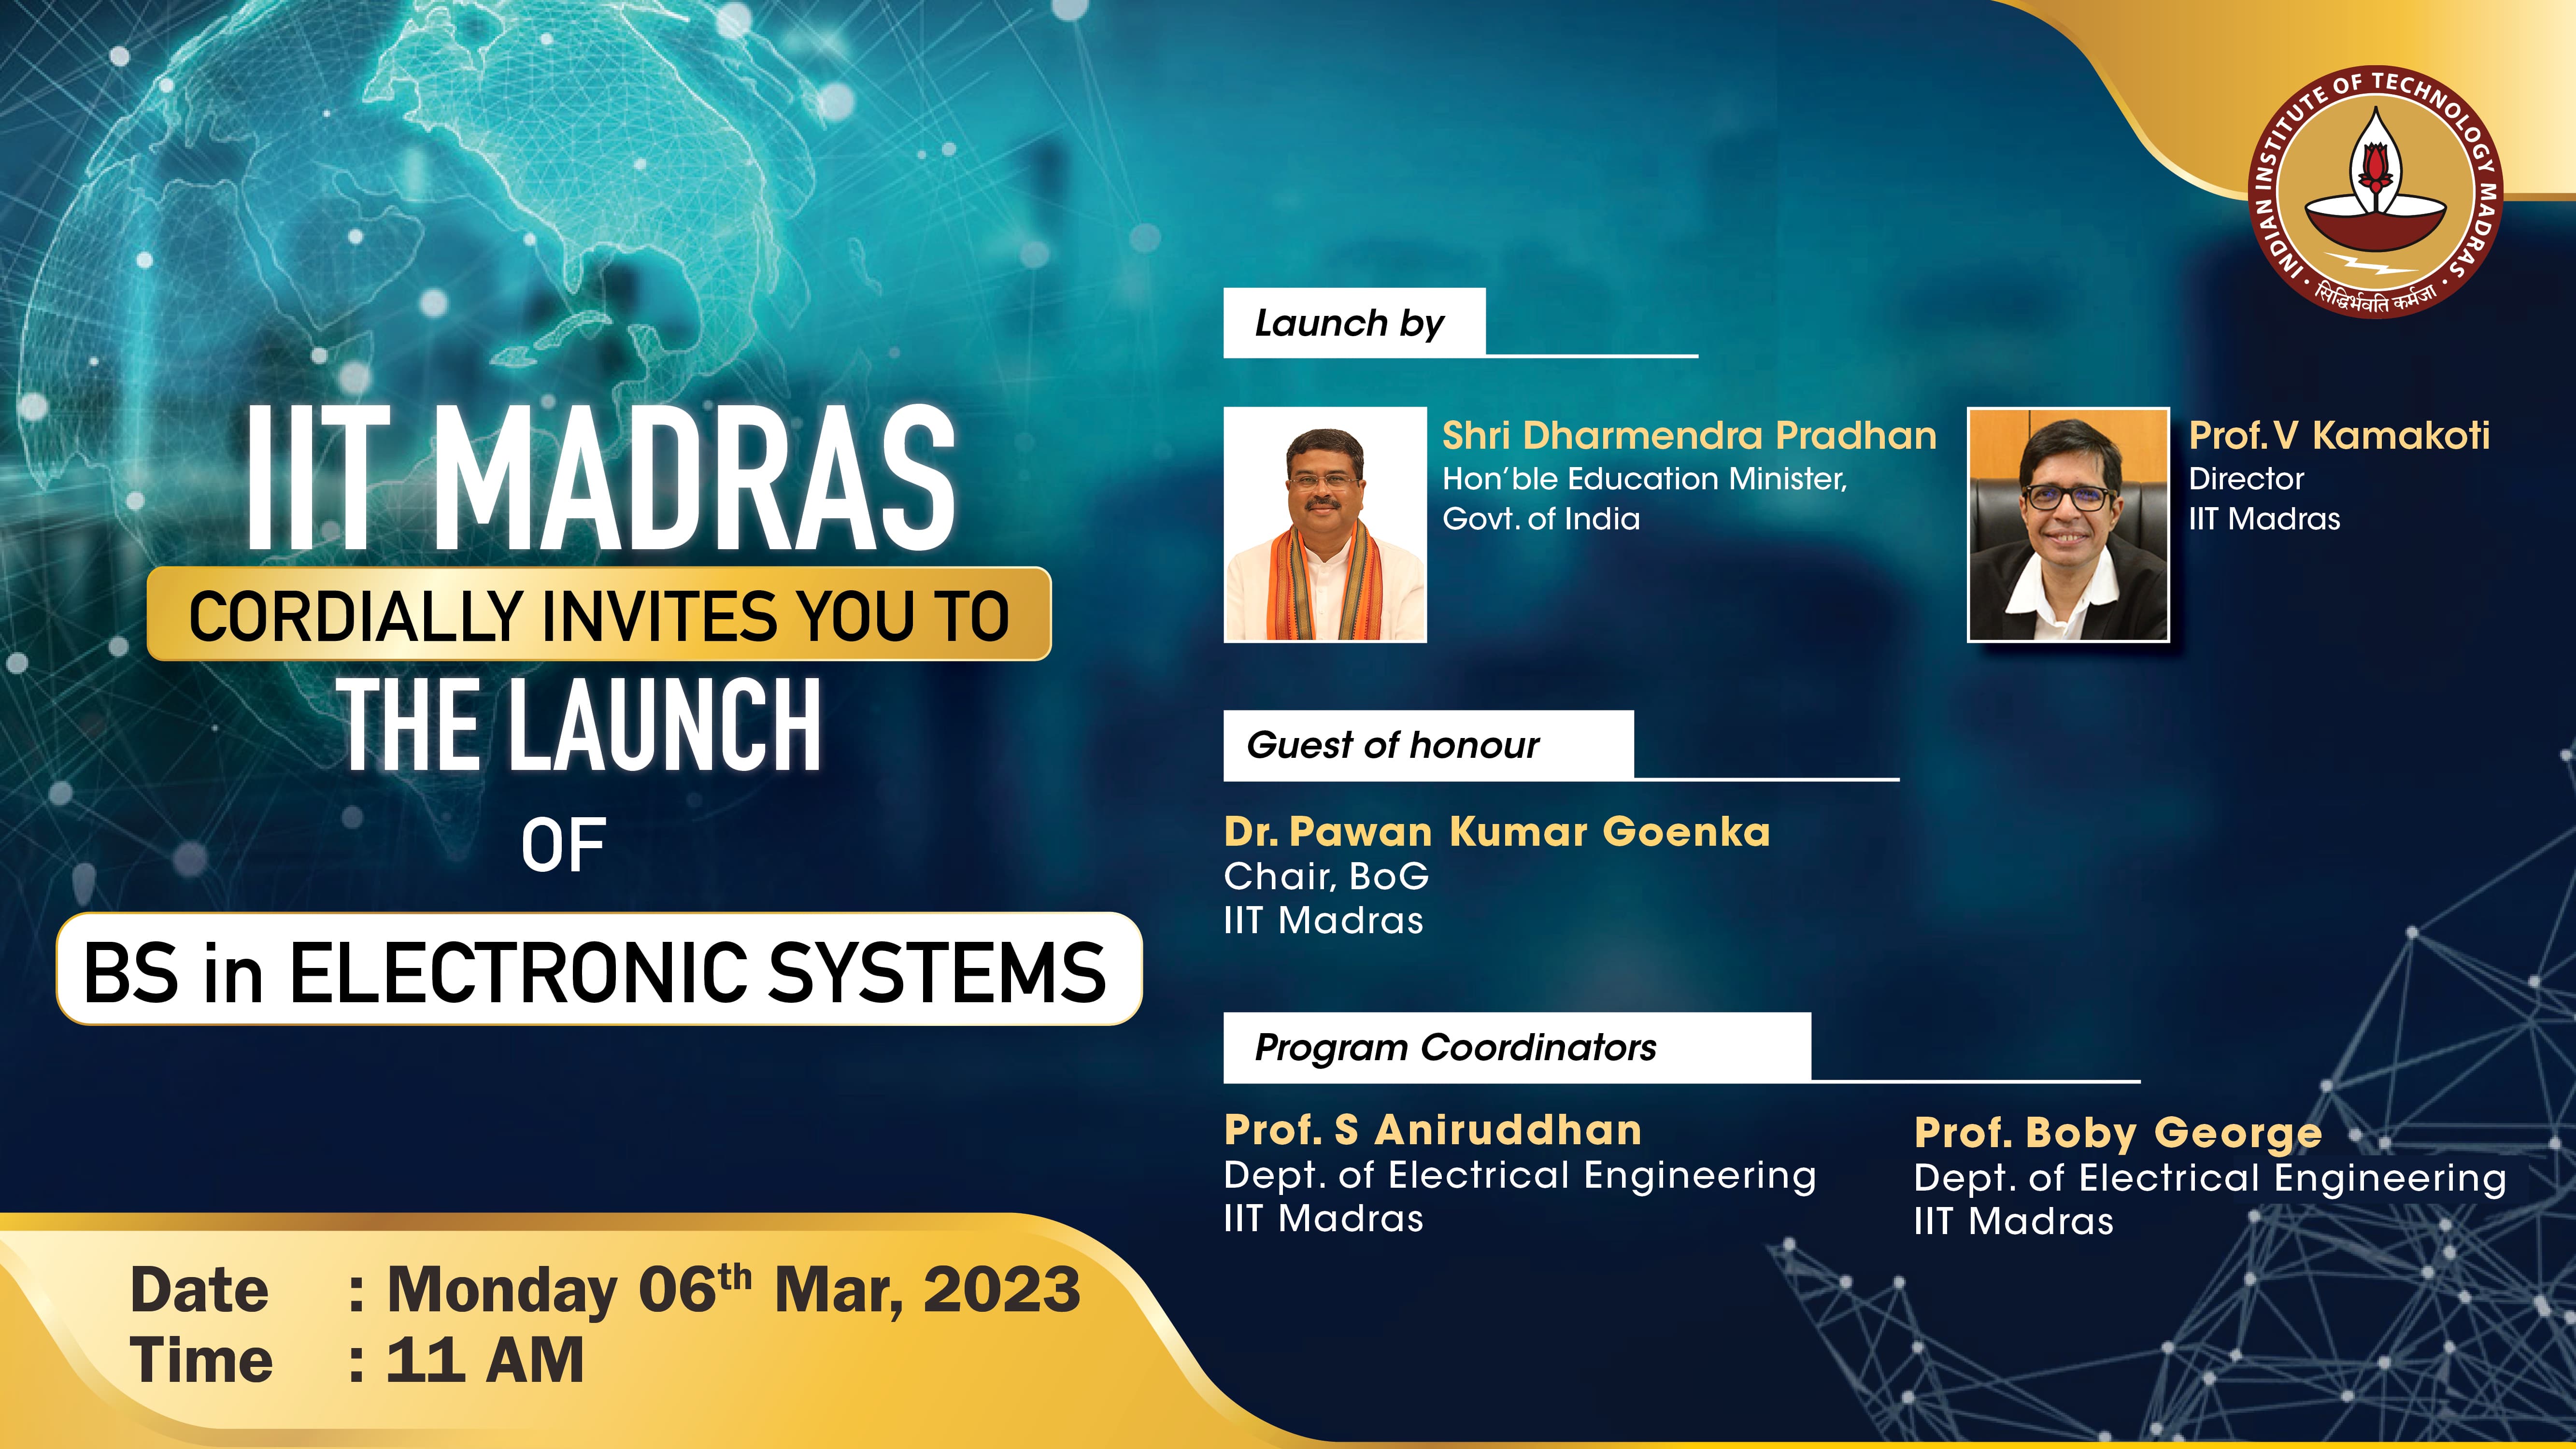 IIT MADRAS
CORDIALLY INVITES YOU TO
THE LAUNCH
OF
BS in ELECTRONIC SYSTEMS
Date : Monday 06th Mar, 2023
Time : 11 AM
INDIAN INSTITUTE OF TECHNOLOGY MADRAS
सिद्धिर्भवति कर्मजा
Launch by
Shri Dharmendra Pradhan
Hon'ble Education Minister,
Govt. of India
Prof. V Kamakoti
Director
IIT Madras
Guest of honour
Dr. Pawan Kumar Goenka
Chair, BoG
IIT Madras
Program Coordinators
Prof. S Aniruddhan
Dept. of Electrical Engineering
IIT Madras
Prof. Boby George
Dept. of Electrical Engineering
IIT Madras